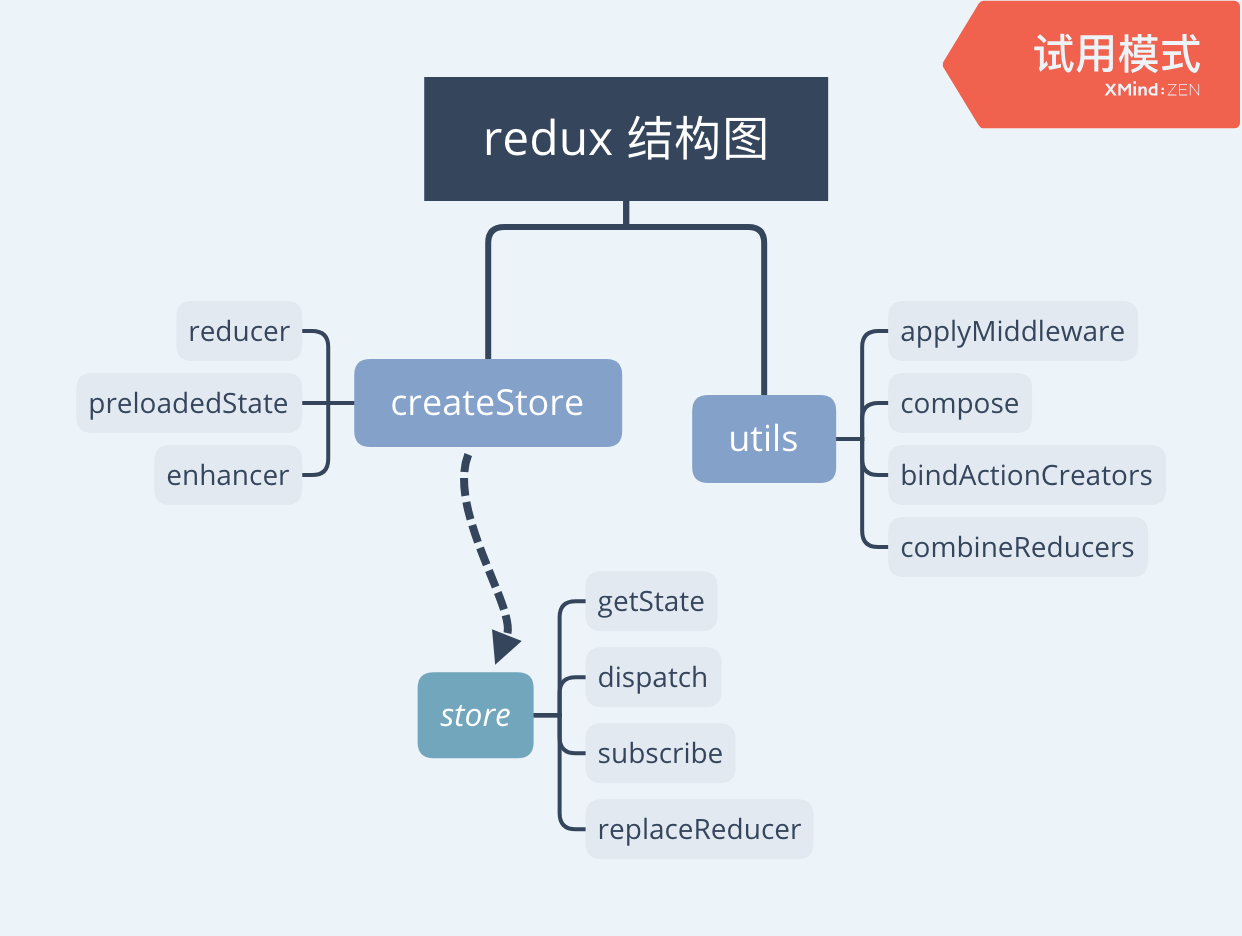 试用模式
XMind:ZEN
redux 结构图
reducer
preloadedState
enhancer
createStore
utils
applyMiddleware
compose
bindActionCreators
combineReducers
store
getState
dispatch
subscribe
replaceReducer